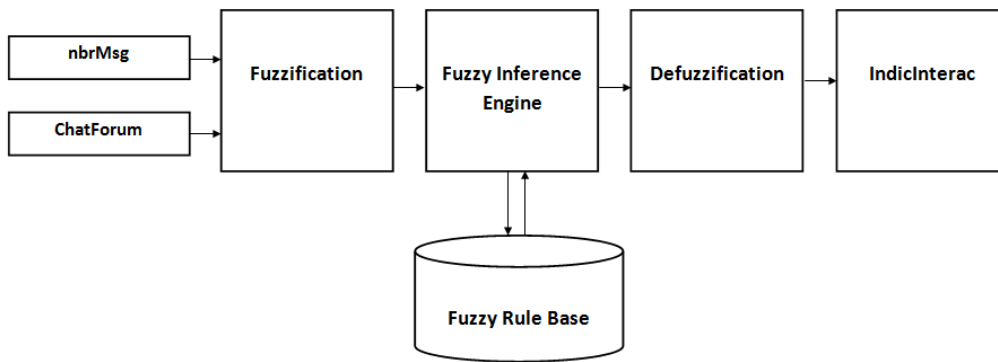 nbrMsg
ChatForum
Fuzzification
Fuzzy Inference
Engine
Defuzzification
IndicInterac
Fuzzy Rule Base